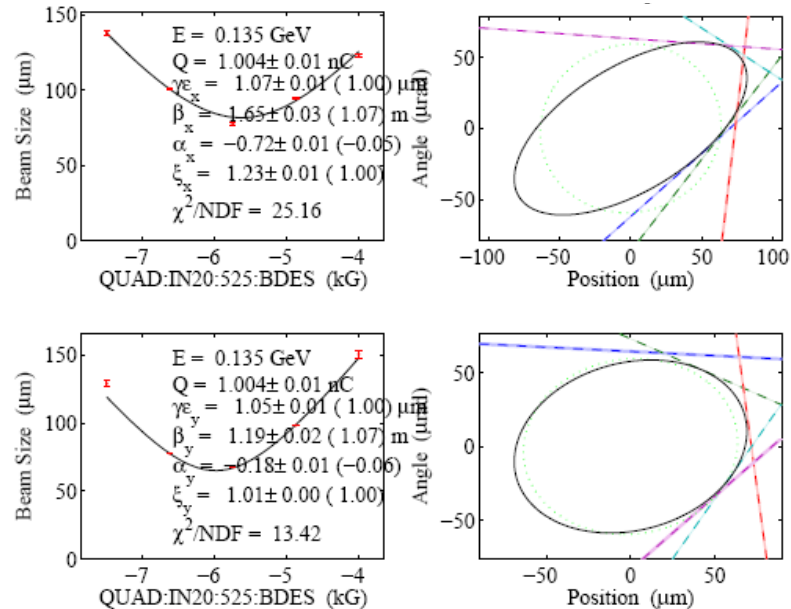 150
100
50
0
Beam Size (μm)
E = 0.135 GeV
Q = 1.004± 0.01 nC
γε_x = 1.07± 0.01 ( 1.00) μm
β_x = 1.65± 0.03 ( 1.07) m
α_x = −0.72± 0.01 (−0.05)
ξ_x = 1.23± 0.01 ( 1.00)
χ²/NDF = 25.16
−7 −6 −5 −4
QUAD:IN20:525:BDES (kG)
50
0
−50
Angle (μrad)
−100 −50 0 50 100
Position (μm)
150
100
50
0
Beam Size (μm)
E = 0.135 GeV
Q = 1.004± 0.01 nC
γε_y = 1.05± 0.01 ( 1.00) μm
β_y = 1.19± 0.02 ( 1.07) m
α_y = −0.18± 0.01 (−0.06)
ξ_y = 1.01± 0.00 ( 1.00)
χ²/NDF = 13.42
−7 −6 −5 −4
QUAD:IN20:525:BDES (kG)
50
0
−50
Angle (μrad)
−50 0 50
Position (μm)